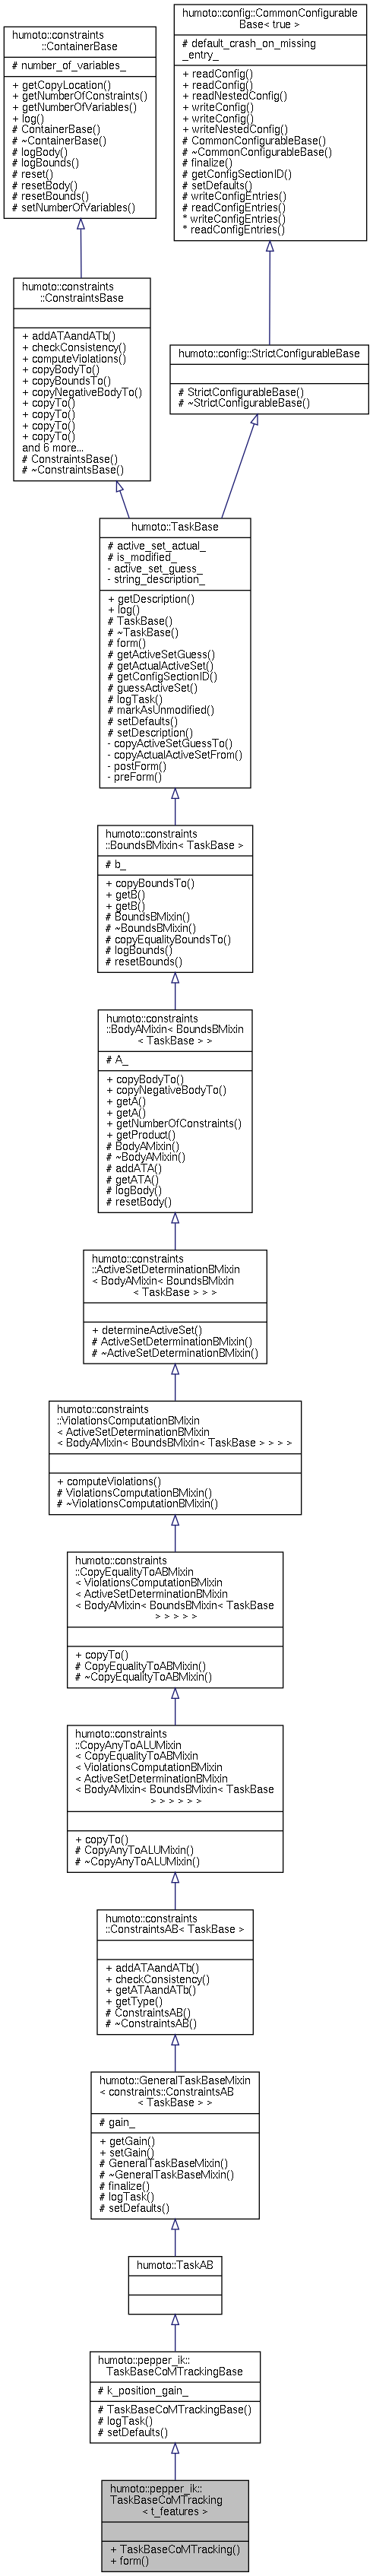 humoto::constraints
::ContainerBase
# number_of_variables_
+ getCopyLocation()
+ getNumberOfConstraints()
+ getNumberOfVariables()
+ log()
# ContainerBase()
# ~ContainerBase()
# logBody()
# logBounds()
# reset()
# resetBody()
# resetBounds()
# setNumberOfVariables()
humoto::config::CommonConfigurable
Base< true >
# default_crash_on_missing
_entry_
+ readConfig()
+ readConfig()
+ readNestedConfig()
+ writeConfig()
+ writeConfig()
+ writeNestedConfig()
# CommonConfigurableBase()
# ~CommonConfigurableBase()
# finalize()
# getConfigSectionID()
# setDefaults()
# writeConfigEntries()
# readConfigEntries()
* writeConfigEntries()
* readConfigEntries()
humoto::constraints
::ConstraintsBase
+ addATAandATb()
+ checkConsistency()
+ computeViolations()
+ copyBodyTo()
+ copyBoundsTo()
+ copyNegativeBodyTo()
+ copyTo()
+ copyTo()
+ copyTo()
+ copyTo()
and 6 more...
# ConstraintsBase()
# ~ConstraintsBase()
humoto::config::StrictConfigurableBase
# StrictConfigurableBase()
# ~StrictConfigurableBase()
humoto::TaskBase
# active_set_actual_
# is_modified_
- active_set_guess_
- string_description_
+ getDescription()
+ log()
# TaskBase()
# ~TaskBase()
# form()
# getActiveSetGuess()
# getActualActiveSet()
# getConfigSectionID()
# guessActiveSet()
# logTask()
# markAsUnmodified()
# setDefaults()
# setDescription()
- copyActiveSetGuessTo()
- copyActualActiveSetFrom()
- postForm()
- preForm()
humoto::constraints
::BoundsBMixin< TaskBase >
# b_
+ copyBoundsTo()
+ getB()
+ getB()
# BoundsBMixin()
# ~BoundsBMixin()
# copyEqualityBoundsTo()
# logBounds()
# resetBounds()
humoto::constraints
::BodyAMixin< BoundsBMixin
< TaskBase > >
# A_
+ copyBodyTo()
+ copyNegativeBodyTo()
+ getA()
+ getA()
+ getNumberOfConstraints()
+ getProduct()
# BodyAMixin()
# ~BodyAMixin()
# addATA()
# getATA()
# logBody()
# resetBody()
humoto::constraints
::ActiveSetDeterminationBMixin
< BodyAMixin< BoundsBMixin
< TaskBase > > >
+ determineActiveSet()
# ActiveSetDeterminationBMixin()
# ~ActiveSetDeterminationBMixin()
humoto::constraints
::ViolationsComputationBMixin
< ActiveSetDeterminationBMixin
< BodyAMixin< BoundsBMixin< TaskBase > > > >
+ computeViolations()
# ViolationsComputationBMixin()
# ~ViolationsComputationBMixin()
humoto::constraints
::CopyEqualityToABMixin
< ViolationsComputationBMixin
< ActiveSetDeterminationBMixin
< BodyAMixin< BoundsBMixin< TaskBase
> > > > >
+ copyTo()
# CopyEqualityToABMixin()
# ~CopyEqualityToABMixin()
humoto::constraints
::CopyAnyToALUMixin
< CopyEqualityToABMixin
< ViolationsComputationBMixin
< ActiveSetDeterminationBMixin
< BodyAMixin< BoundsBMixin< TaskBase
> > > > > >
+ copyTo()
# CopyAnyToALUMixin()
# ~CopyAnyToALUMixin()
humoto::constraints
::ConstraintsAB< TaskBase >
+ addATAandATb()
+ checkConsistency()
+ getATAandATb()
+ getType()
# ConstraintsAB()
# ~ConstraintsAB()
humoto::GeneralTaskBaseMixin
< constraints::ConstraintsAB
< TaskBase > >
# gain_
+ getGain()
+ setGain()
# GeneralTaskBaseMixin()
# ~GeneralTaskBaseMixin()
# finalize()
# logTask()
# setDefaults()
humoto::TaskAB
humoto::pepper_ik::
TaskBaseCoMTrackingBase
# k_position_gain_
# TaskBaseCoMTrackingBase()
# logTask()
# setDefaults()
humoto::pepper_ik::
TaskBaseCoMTracking
< t_features >
+ TaskBaseCoMTracking()
+ form()